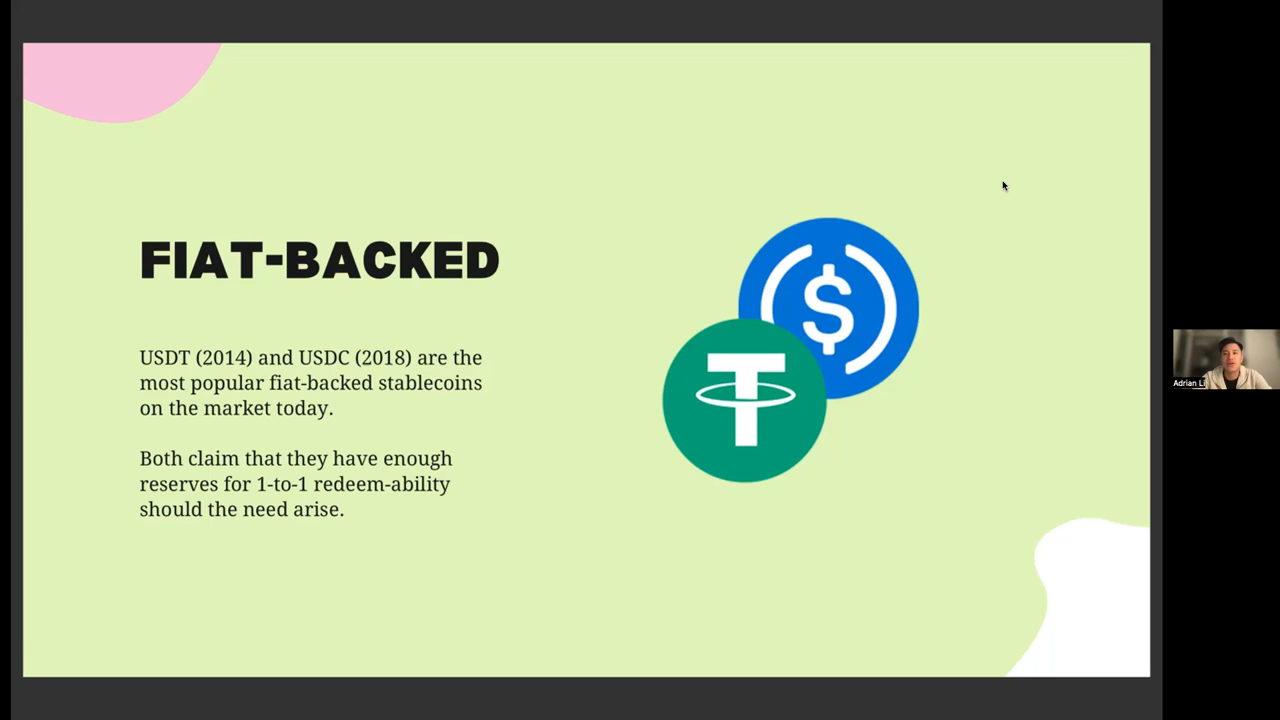 FIAT-BACKED
USDT (2014) and USDC (2018) are the
most popular fiat-backed stablecoins
on the market today.
Both claim that they have enough
reserves for 1-to-1 redeem-ability
should the need arise.
Adrian Li